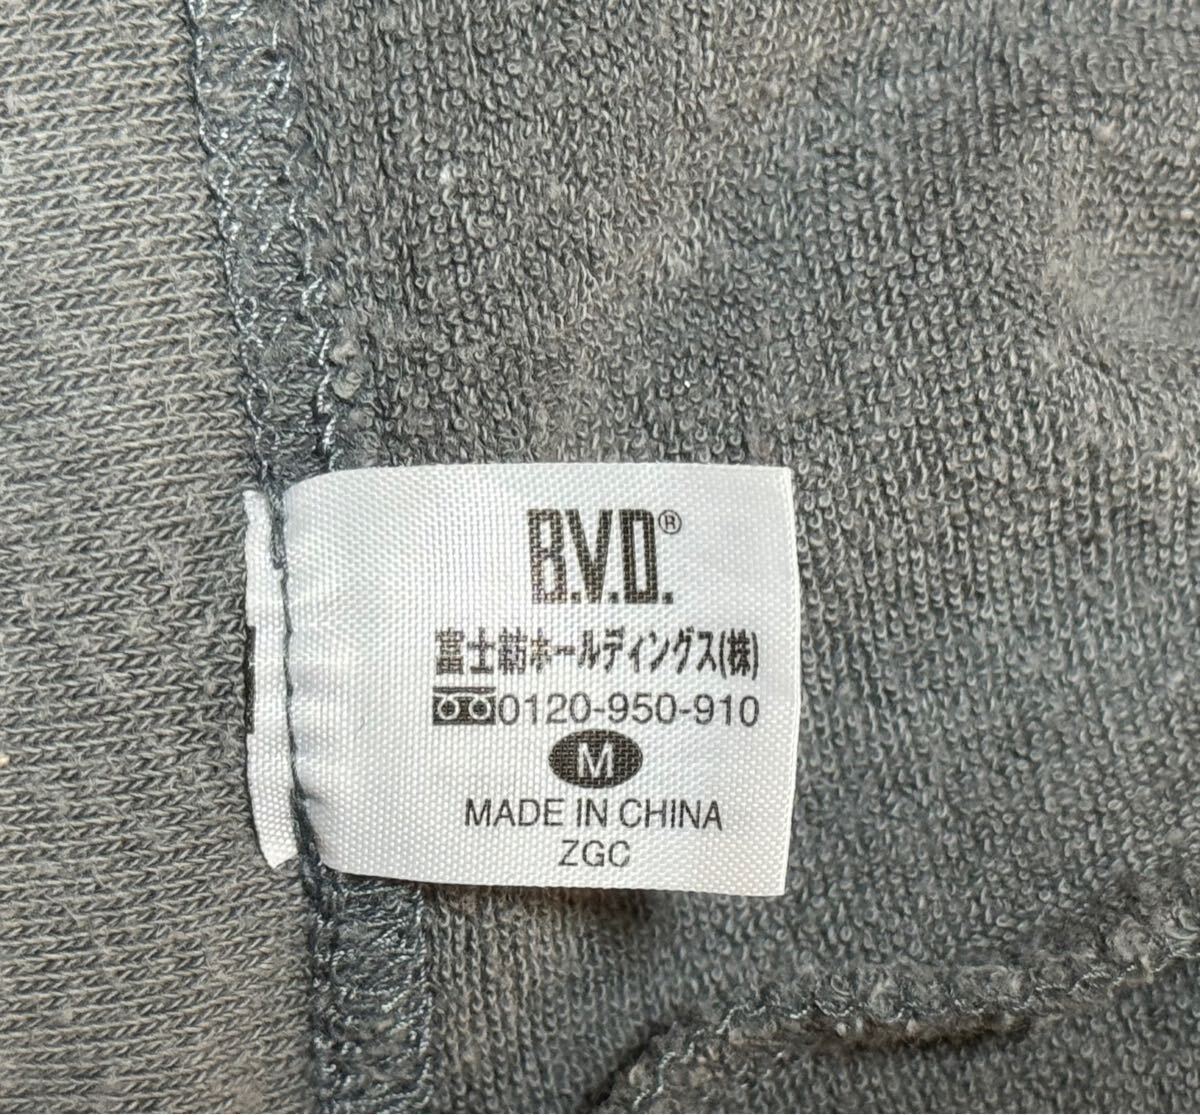 B.V.D.®
富士紡ホールディングス(株)
0120-950-910
M
MADE IN CHINA
ZGC